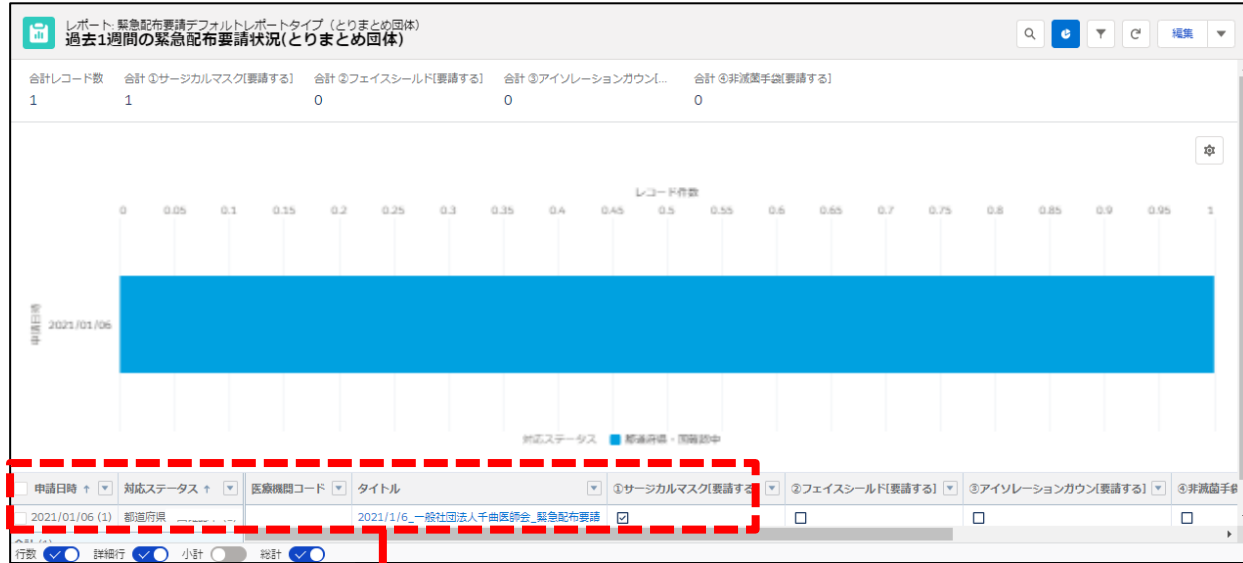 レポート: 緊急配布要請デフォルトレポートタイプ（とりまとめ団体）
過去1週間の緊急配布要請状況(とりまとめ団体)
編集
合計レコード数 合計 ①サージカルマスク[要請する] 合計 ②フェイスシールド[要請する] 合計 ③アイソレーションガウン[... 合計 ④非滅菌手袋[要請する]
1 1 0 0 0
レコード件数
0 0.05 0.1 0.15 0.2 0.25 0.3 0.35 0.4 0.45 0.5 0.55 0.6 0.65 0.7 0.75 0.8 0.85 0.9 0.95 1
申請日時
2021/01/06
対応ステータス 都道府県・国確認中
申請日時 ↑ 対応ステータス ↑ 医療機関コード タイトル ①サージカルマスク[要請する ②フェイスシールド[要請する] ③アイソレーションガウン[要請する] ④非滅菌手袋
2021/01/06 (1) 都道府県 2021/1/6_一般社団法人千曲医師会_緊急配布要請
行数 詳細行 小計 総計